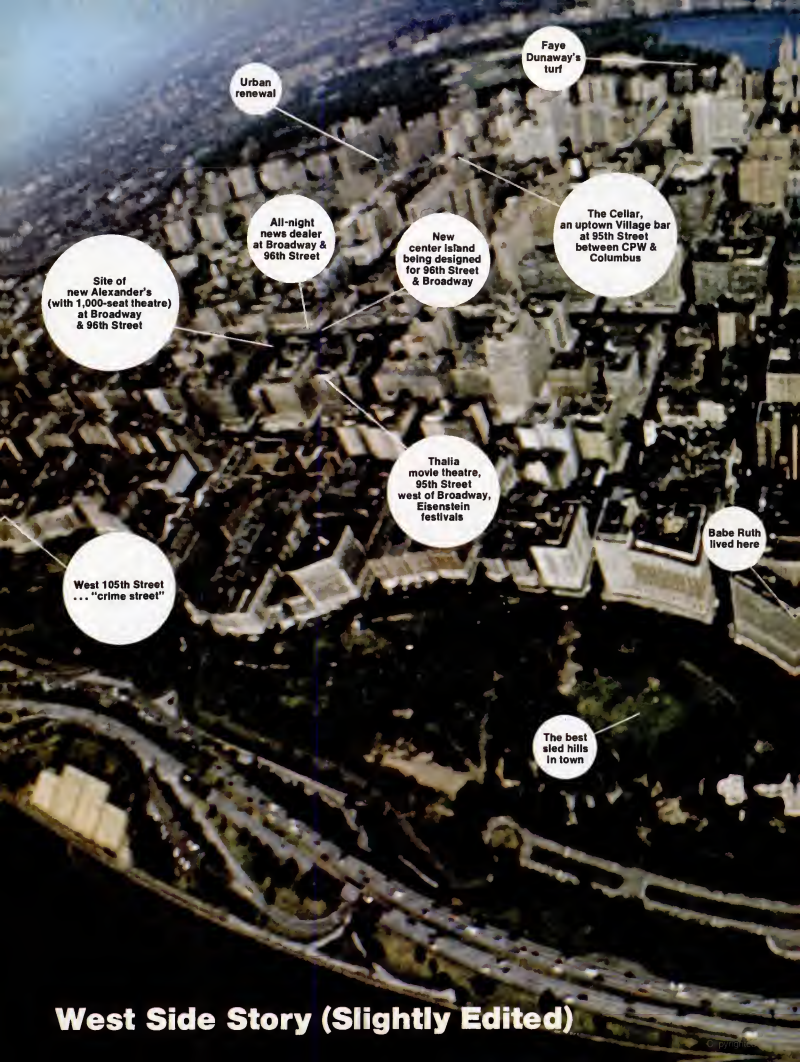 Faye
Dunaway's
turf
Urban
renewal
All-night
news dealer
at Broadway &
96th Street
New
center island
being designed
for 96th Street
& Broadway
The Cellar,
an uptown Village bar
at 95th Street
between CPW &
Columbus
Site of
new Alexander's
(with 1,000-seat theatre)
at Broadway
& 96th Street
Thalia
movie theatre,
95th Street
west of Broadway,
Eisenstein
festivals
Babe Ruth
lived here
West 105th Street
... "crime street"
The best
sled hills
in town
West Side Story (Slightly Edited)